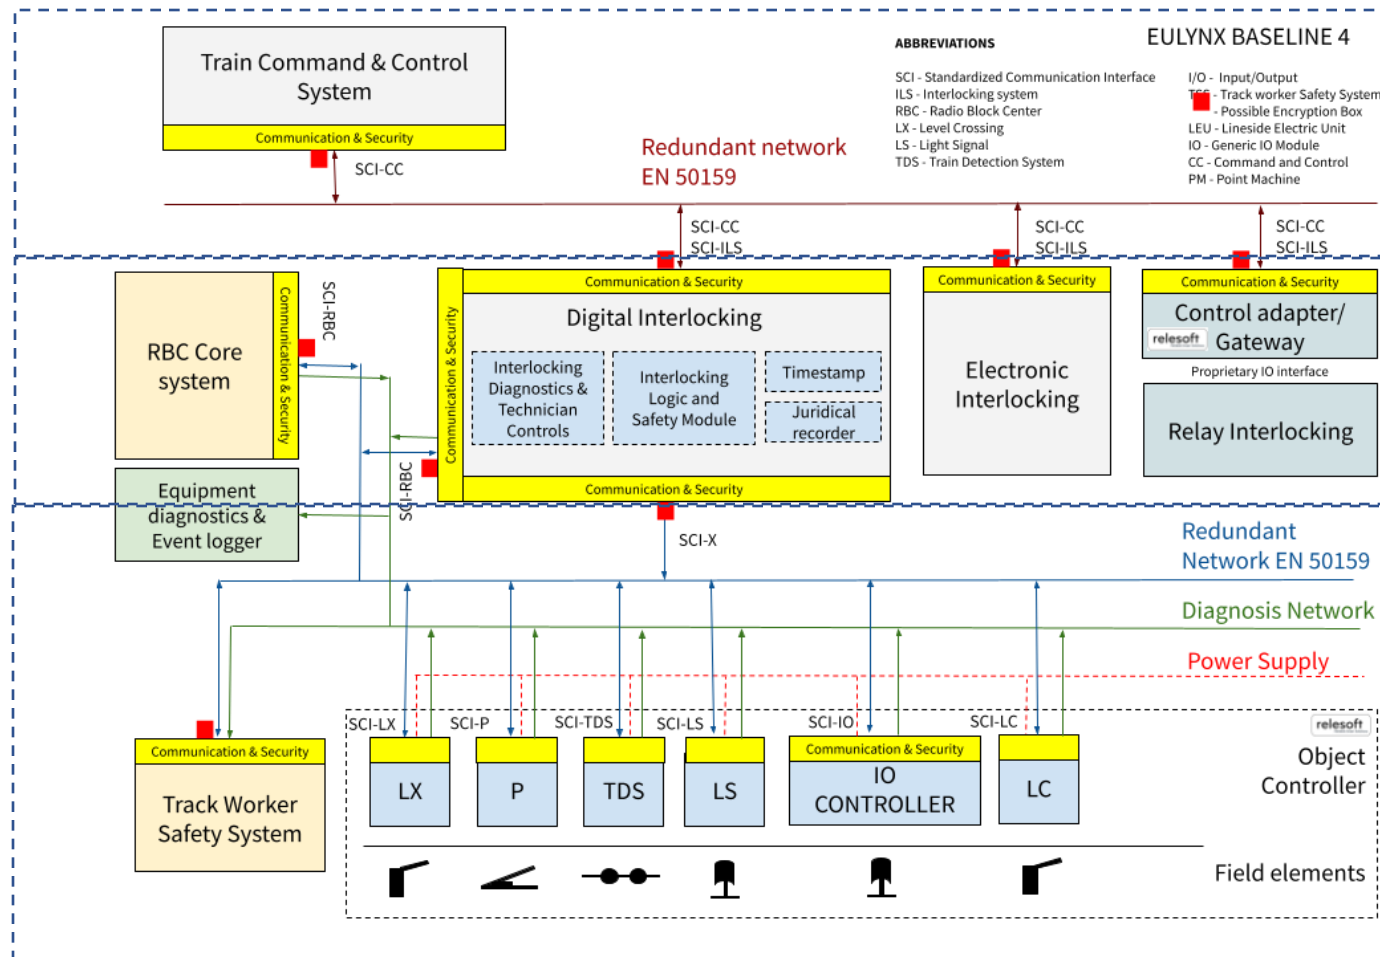 EULYNX BASELINE 4
ABBREVIATIONS
SCI - Standardized Communication Interface
ILS - Interlocking system
RBC - Radio Block Center
LX - Level Crossing
LS - Light Signal
TDS - Train Detection System
I/O - Input/Output
TSS - Track worker Safety System
- Possible Encryption Box
LEU - Lineside Electric Unit
IO - Generic IO Module
CC - Command and Control
PM - Point Machine
Train Command & Control
System
Communication & Security
SCI-CC
Redundant network
EN 50159
SCI-CC
SCI-ILS
SCI-CC
SCI-ILS
SCI-CC
SCI-ILS
RBC Core
system
Communication & Security
SCI-RBC
Communication & Security
Communication & Security
Digital Interlocking
Interlocking
Diagnostics &
Technician
Controls
Interlocking
Logic and
Safety Module
Timestamp
Juridical
recorder
Communication & Security
SCI-RBC
Communication & Security
Electronic
Interlocking
Communication & Security
Control adapter/
Gateway
relesoft
Proprietary IO interface
Relay Interlocking
Equipment
diagnostics &
Event logger
SCI-X
Redundant
Network EN 50159
Diagnosis Network
Power Supply
Communication & Security
Track Worker
Safety System
SCI-LX
SCI-P
SCI-TDS
SCI-LS
SCI-IO
SCI-LC
relesoft
LX
P
TDS
LS
Communication & Security
IO
CONTROLLER
LC
Object
Controller
Field elements